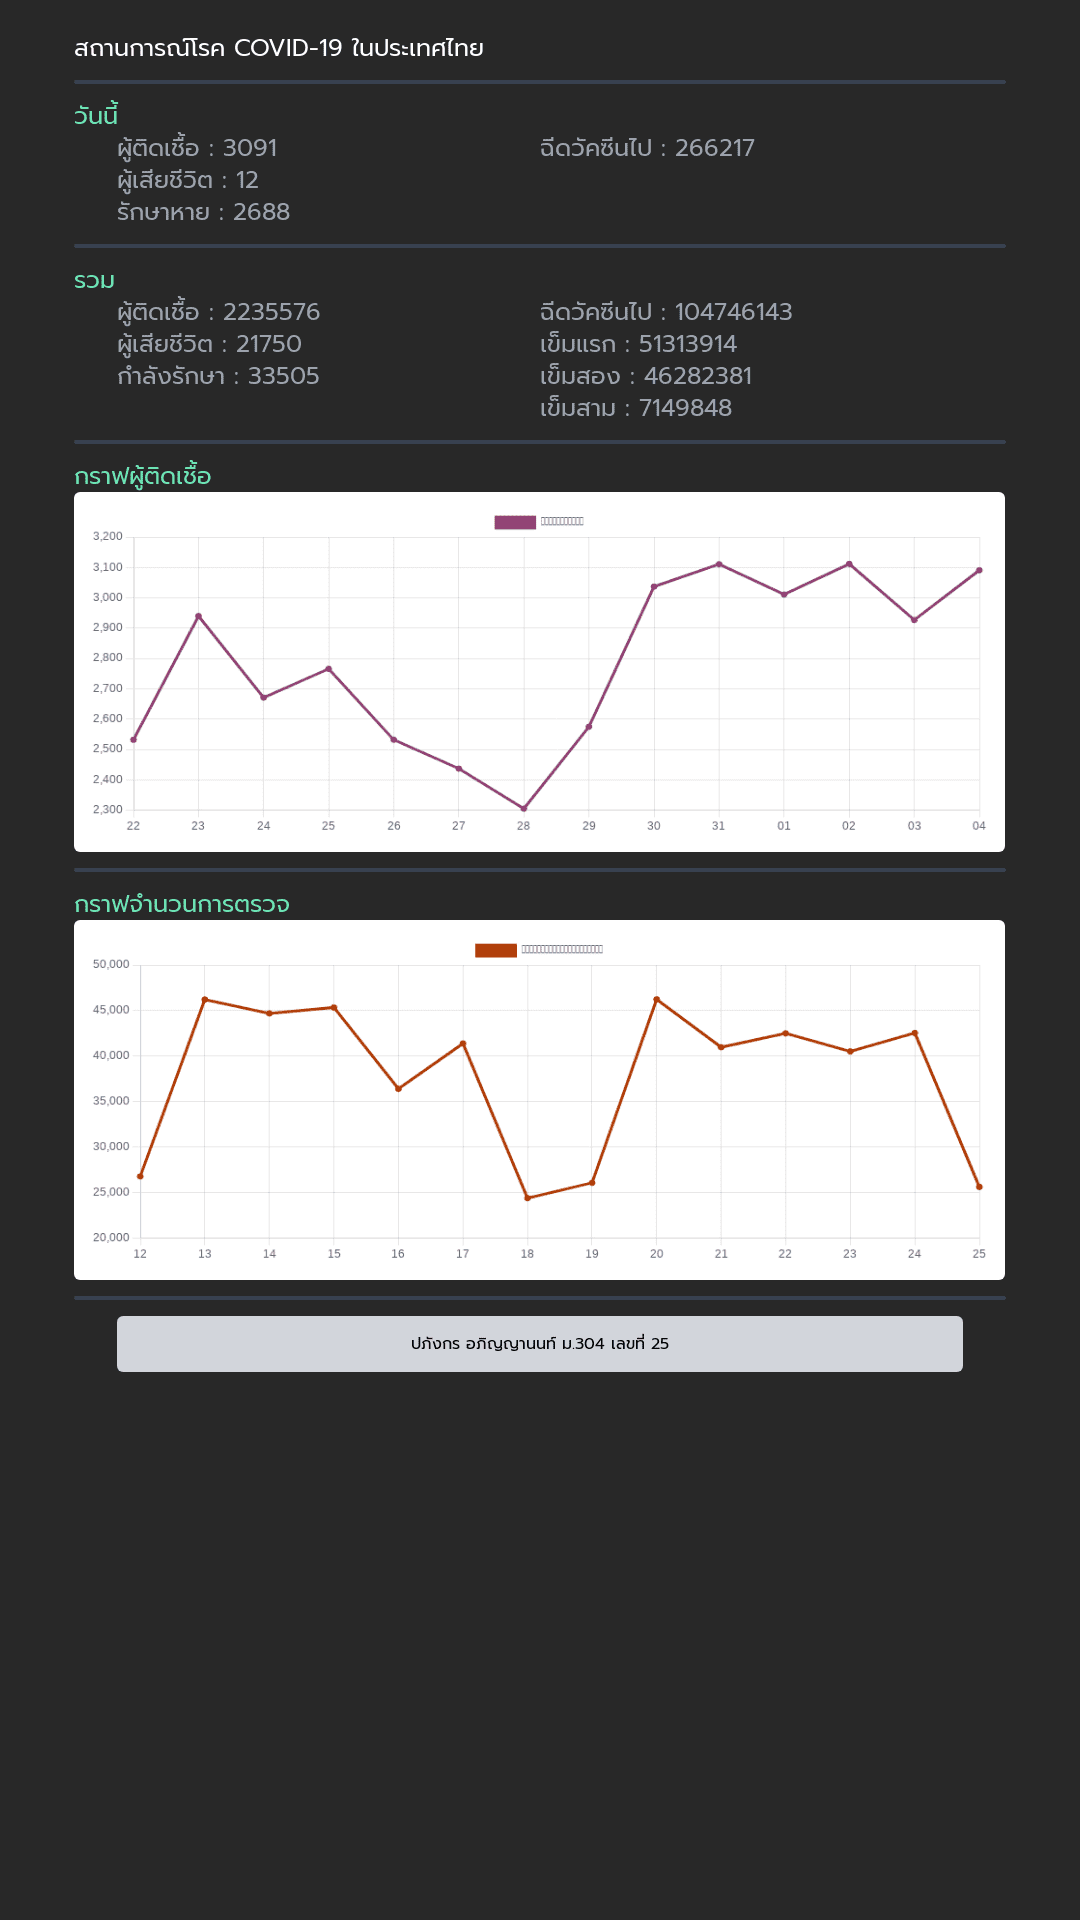 สถานการณ์โรค COVID-19 ในประเทศไทย
วันนี้
ผู้ติดเชื้อ : 3091
ฉีดวัคซีนไป : 266217
ผู้เสียชีวิต : 12
รักษาหาย : 2688
รวม
ผู้ติดเชื้อ : 2235576
ฉีดวัคซีนไป : 104746143
ผู้เสียชีวิต : 21750
เข็มแรก : 51313914
กำลังรักษา : 33505
เข็มสอง : 46282381
เข็มสาม : 7149848
กราฟผู้ติดเชื้อ
3,200
3,100
3,000
2,900
2,800
2,700
2,600
2,500
2,400
2,300
22 23 24 25 26 27 28 29 30 31 01 02 03 04
กราฟจำนวนการตรวจ
50,000
45,000
40,000
35,000
30,000
25,000
20,000
12 13 14 15 16 17 18 19 20 21 22 23 24 25
ปภังกร อภิญญานนท์ ม.304 เลขที่ 25